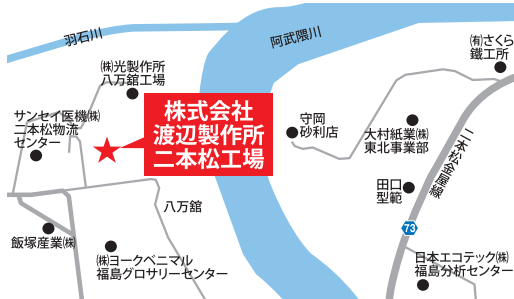 羽石川
阿武隈川
㈲さくら
鐵工所
㈱光製作所
八万舘工場
株式会社
渡辺製作所
二本松工場
サンセイ医機㈱
二本松物流
センター
守岡
砂利店
大村紙業㈱
東北事業部
二本松金屋線
田口
型範
八万舘
73
飯塚産業㈱
㈱ヨークベニマル
福島グロサリーセンター
日本エコテック㈱
福島分析センター